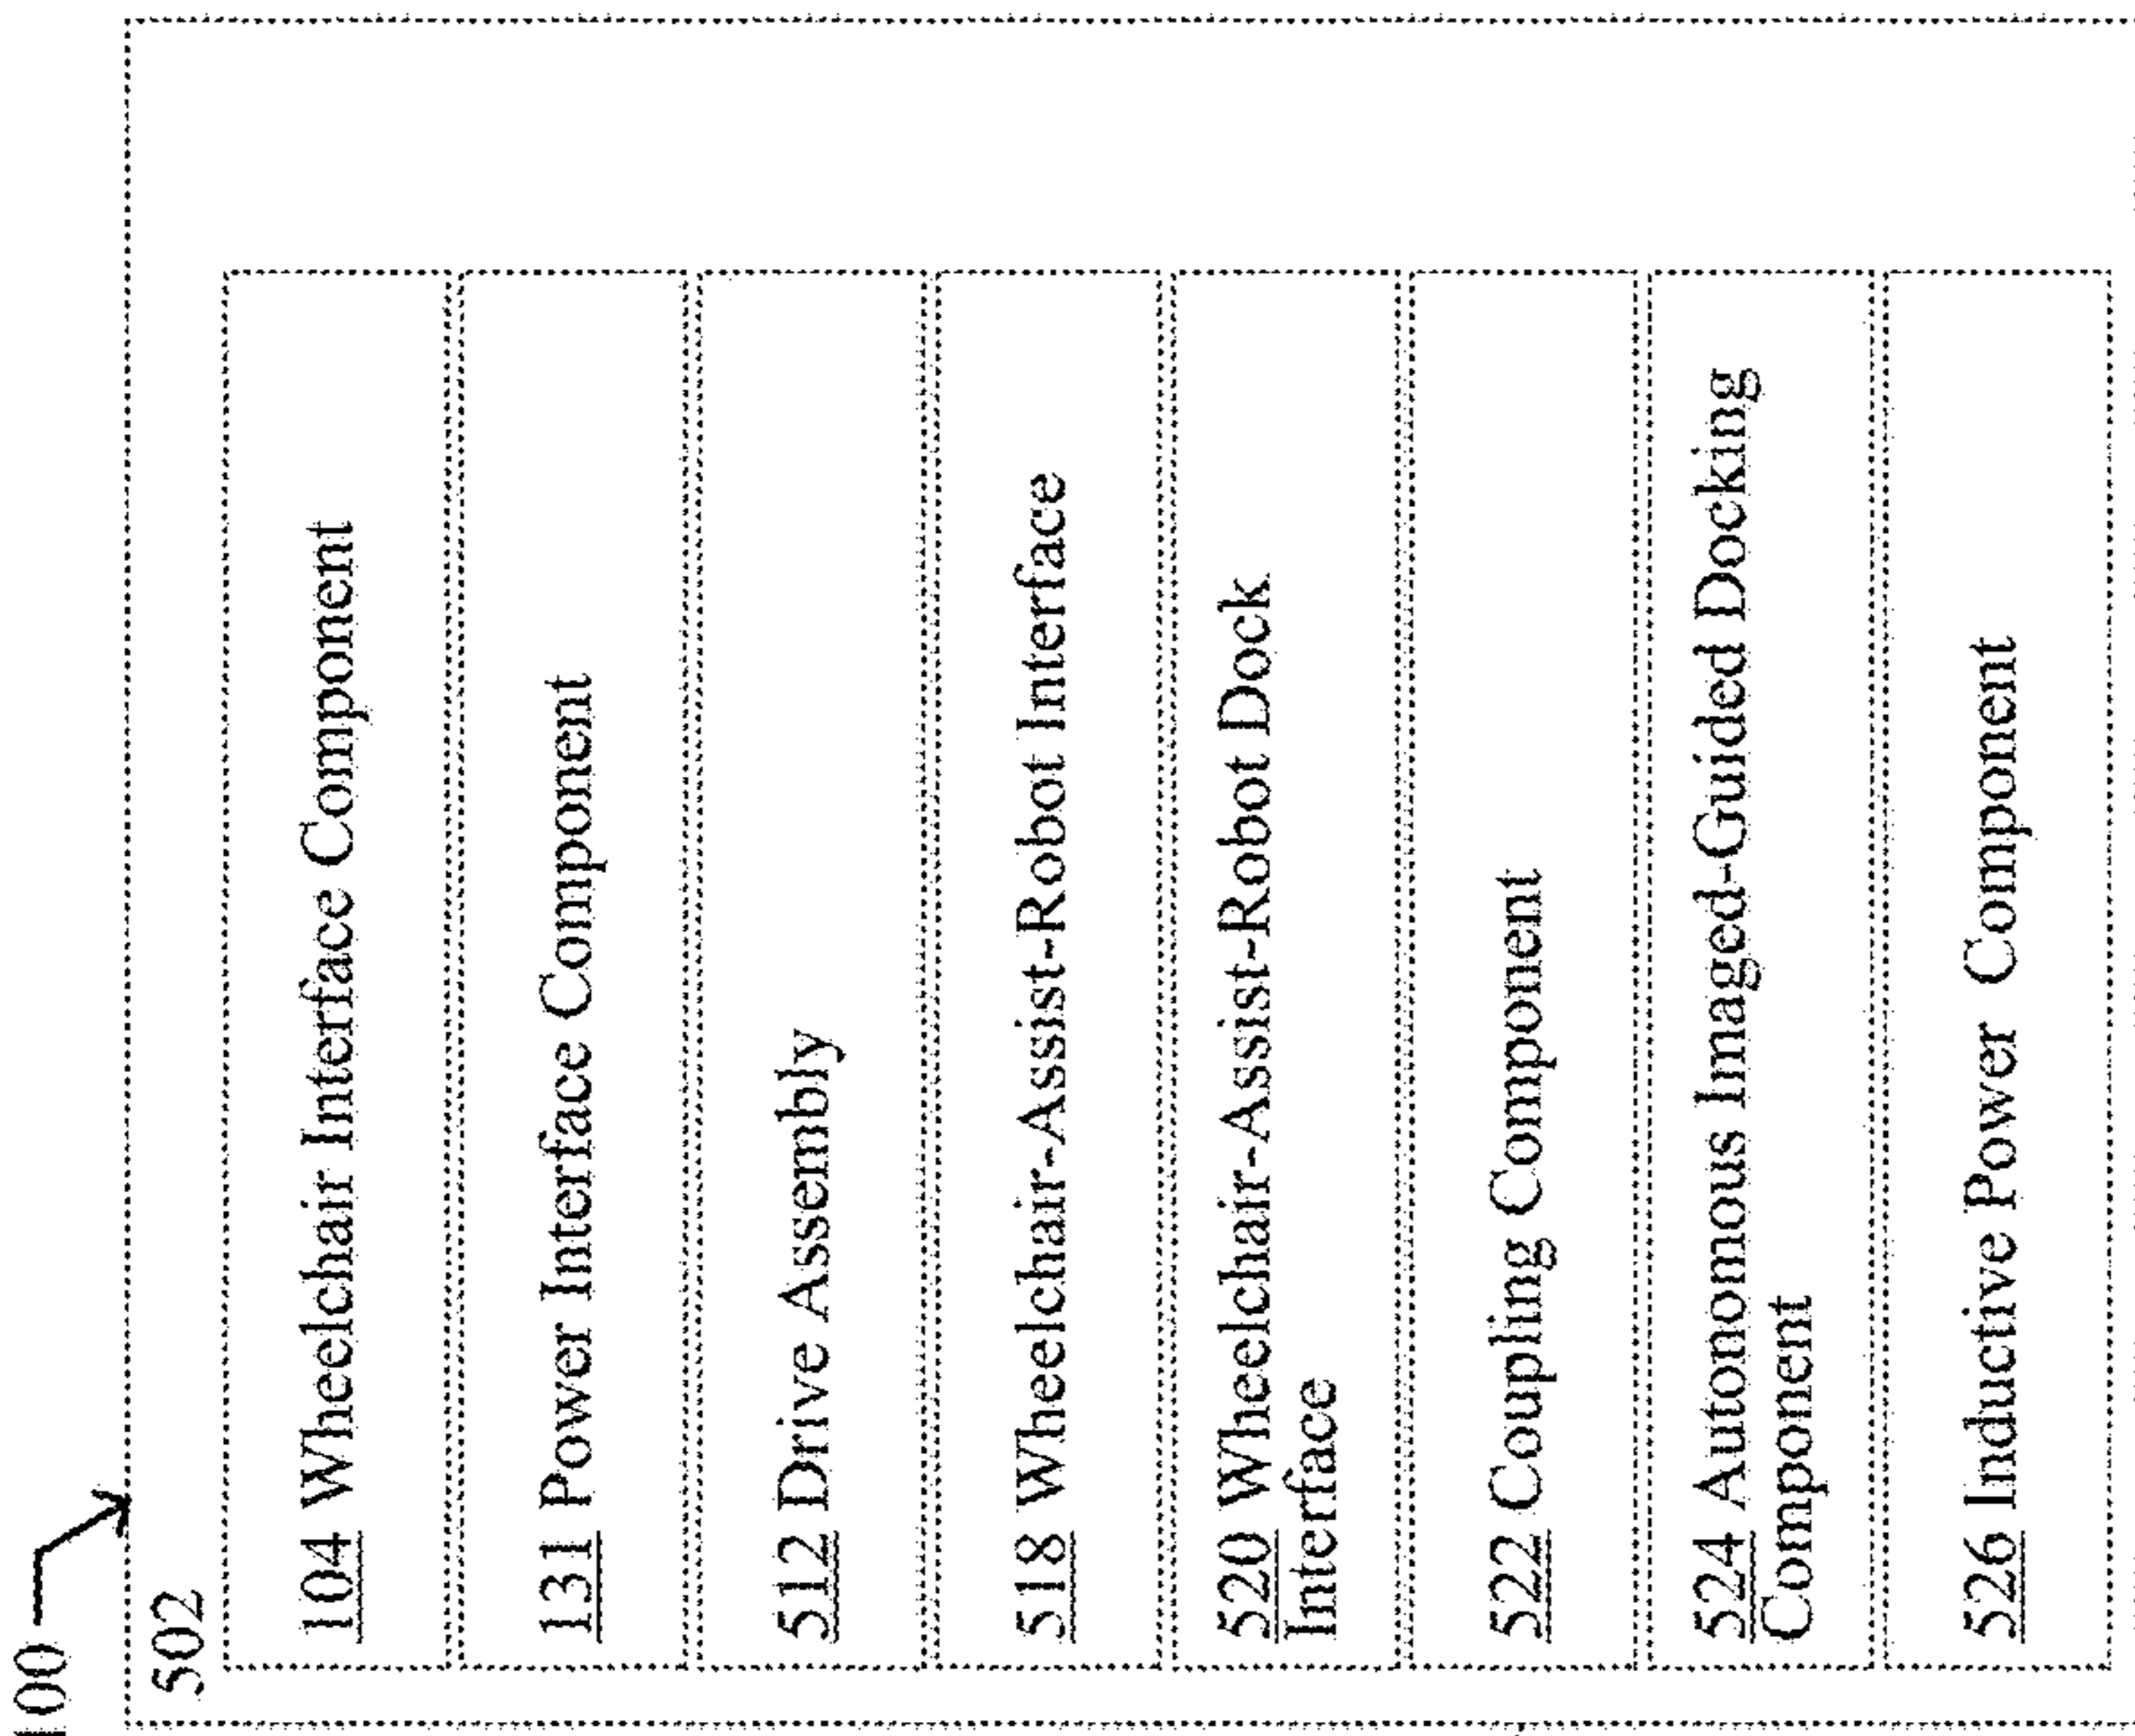 100
502
104 Wheelchair Interface Component
131 Power Interface Component
512 Drive Assembly
518 Wheelchair-Assist-Robot Interface
520 Wheelchair-Assist-Robot Dock
Interface
522 Coupling Component
524 Autonomous Imaged-Guided Docking
Component
526 Inductive Power Component